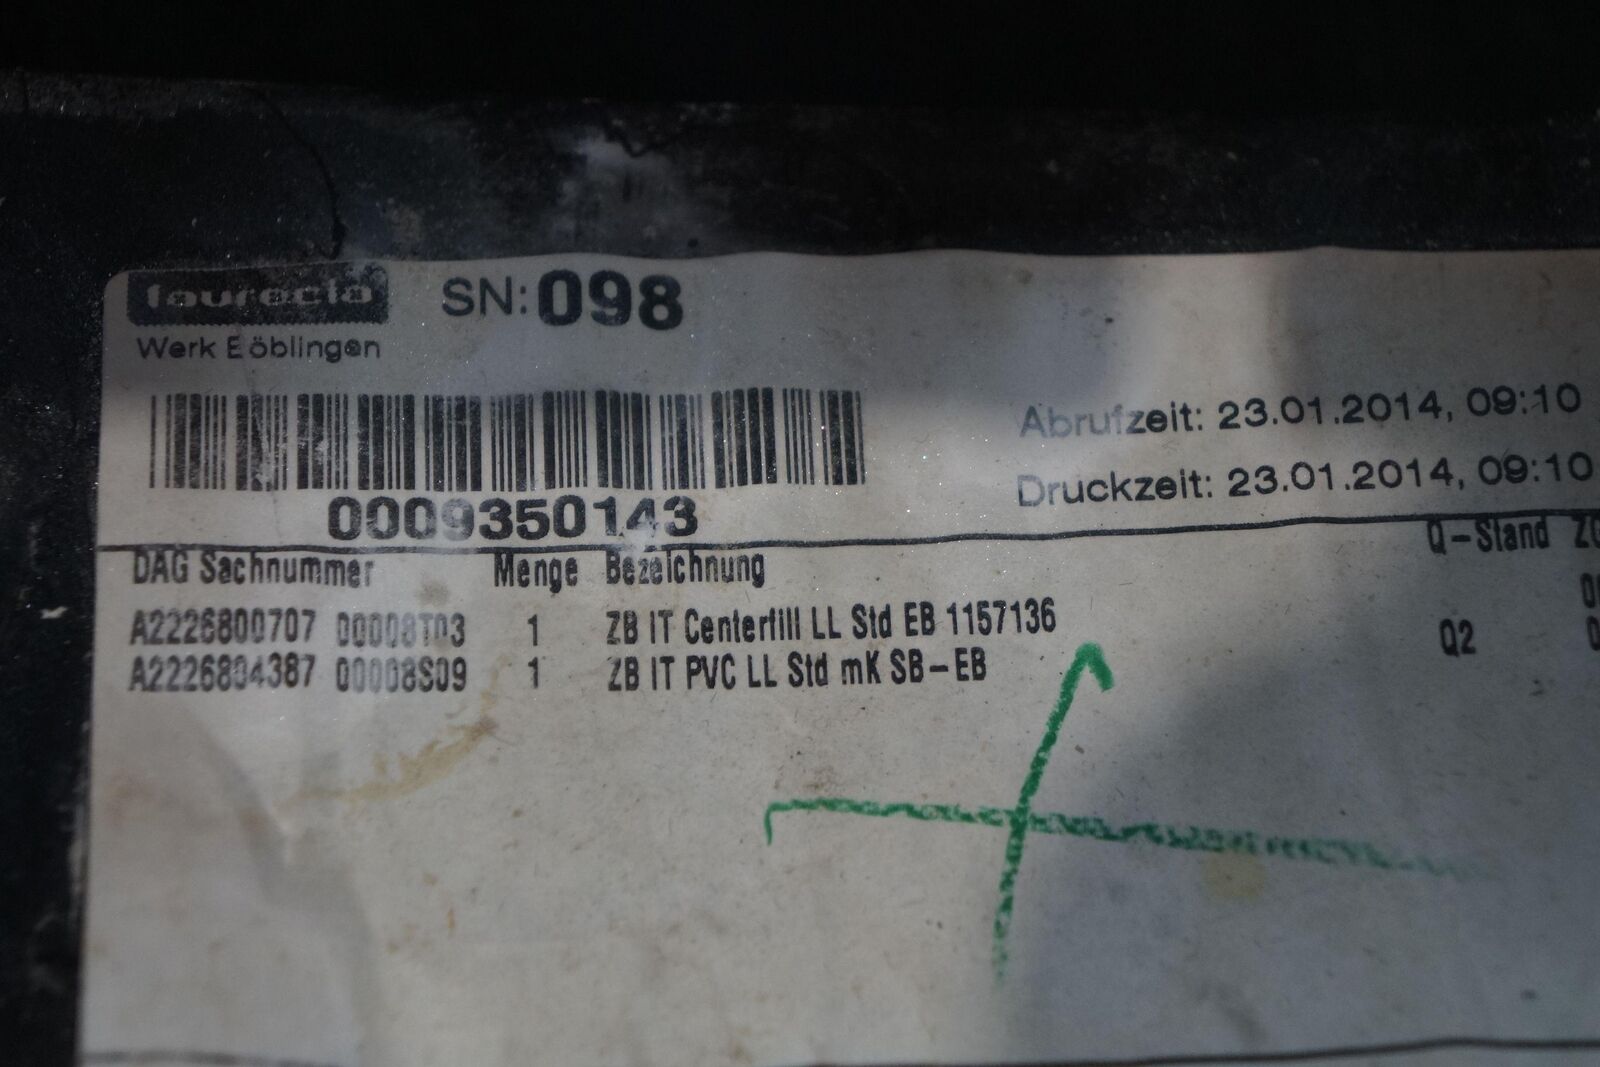 faurecia SN: 098
Werk Böblingen
Abrufzeit: 23.01.2014, 09:10
Druckzeit: 23.01.2014, 09:10
0009350143
DAG Sachnummer Menge Bezeichnung Q-Stand
A2226800707 00008T03 1 ZB IT Centerfill LL Std EB 1157136
A2226804387 00008S09 1 ZB IT PVC LL Std mK SB-EB Q2